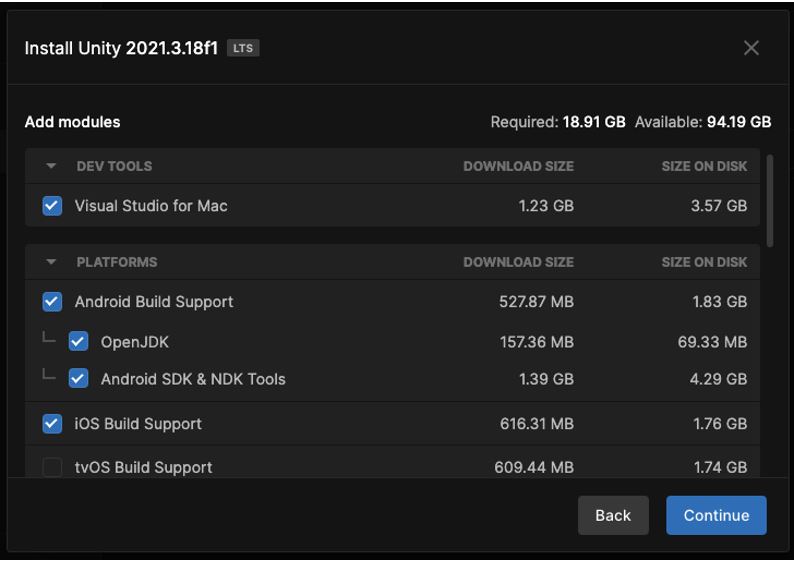 Install Unity 2021.3.18f1 LTS
Add modules Required: 18.91 GB Available: 94.19 GB
DEV TOOLS DOWNLOAD SIZE SIZE ON DISK
Visual Studio for Mac 1.23 GB 3.57 GB
PLATFORMS DOWNLOAD SIZE SIZE ON DISK
Android Build Support 527.87 MB 1.83 GB
OpenJDK 157.36 MB 69.33 MB
Android SDK & NDK Tools 1.39 GB 4.29 GB
iOS Build Support 616.31 MB 1.76 GB
tvOS Build Support 609.44 MB 1.74 GB
Back Continue